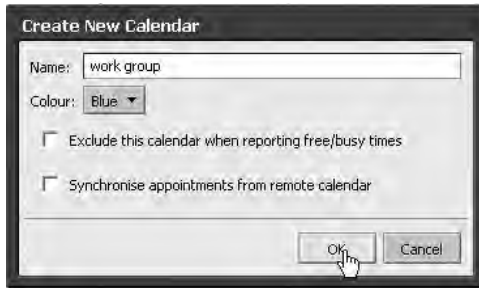 Create New Calendar
Name: work group
Colour: Blue
Exclude this calendar when reporting free/busy times
Synchronise appointments from remote calendar
OK Cancel